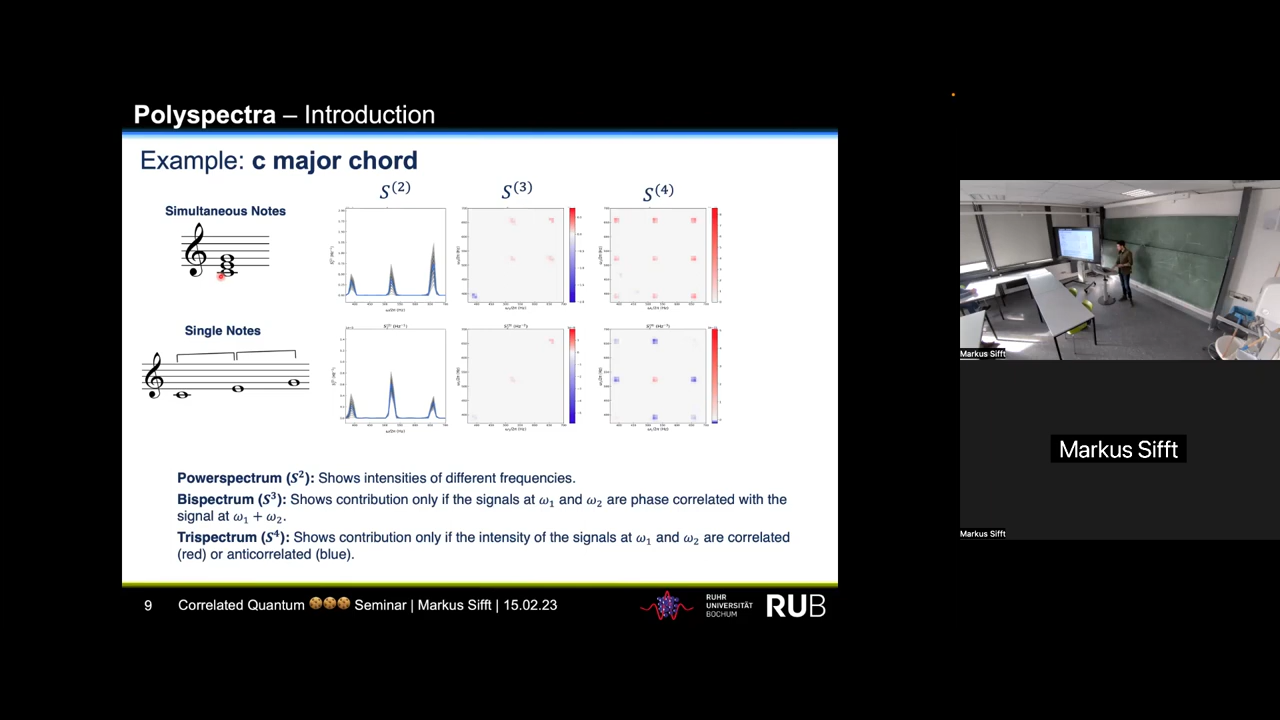 Polyspectra – Introduction
Example: c major chord
S⁽²⁾ S⁽³⁾ S⁽⁴⁾
Simultaneous Notes
Single Notes
Powerspectrum (S²): Shows intensities of different frequencies.
Bispectrum (S³): Shows contribution only if the signals at ω₁ and ω₂ are phase correlated with the
signal at ω₁ + ω₂.
Trispectrum (S⁴): Shows contribution only if the intensity of the signals at ω₁ and ω₂ are correlated
(red) or anticorrelated (blue).
9 Correlated Quantum 🍪🍪🍪 Seminar | Markus Sifft | 15.02.23
RUHR
UNIVERSITÄT
BOCHUM
RUB
Markus Sifft
Markus Sifft
Markus Sifft